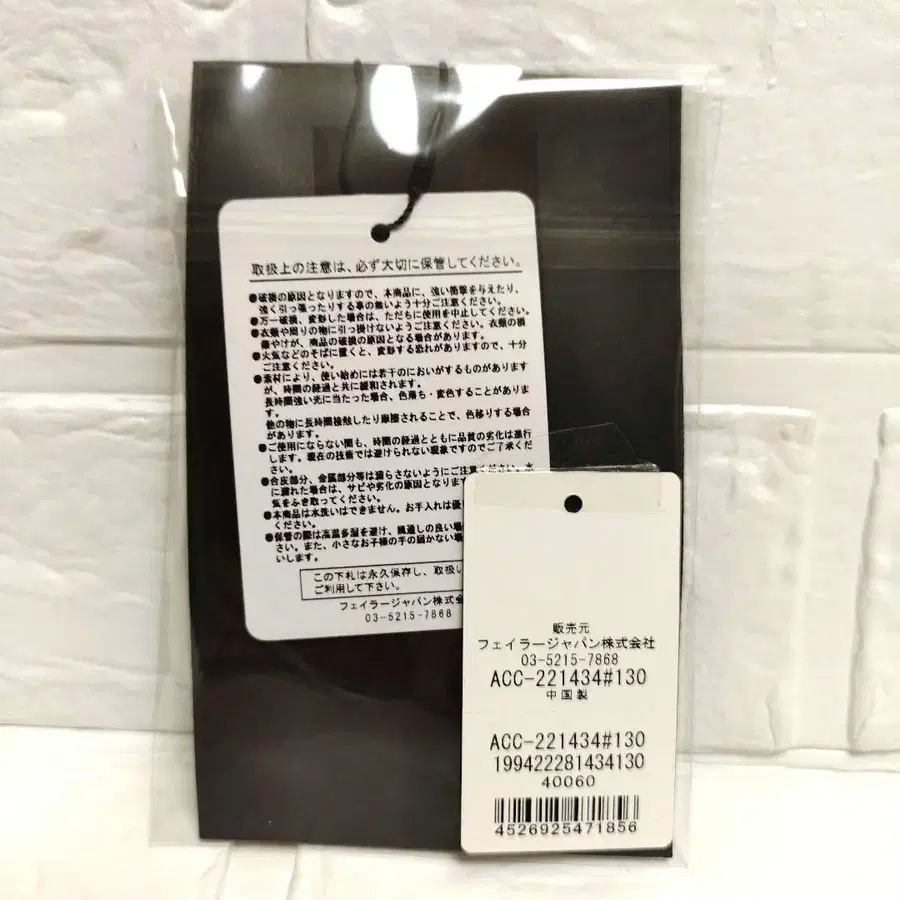 取扱上の注意は、必ず大切に保管してください。
●破損の原因となりますので、本商品に、強い衝撃を与えたり、
強く引っ張ったりする事の無いよう十分ご注意ください。
●万一破損、変形した場合は、ただちに使用を中止してください。
●衣類や周りの物に引っ掛けないようご注意ください。衣類の損
傷やけが、商品の破損の原因となる場合があります。
●火気などのそばに置くと、変形する恐れがありますので、十分
ご注意ください。
●素材により、使い始めには若干のにおいがするものがあります
が、時間の経過と共に緩和されます。
長時間強い光に当たった場合、色落ち・変色することがありま
す。
他の物に長時間接触したり摩擦されることで、色移りする場合
があります。
●ご使用にならない間も、時間の経過とともに品質の劣化は進行
します。現在の技術では避けられない現象ですのでご了承くだ
さい。
●合皮部分、金属部分等は濡らさないようにご注意ください。水
に濡れた場合は、サビや劣化の原因となります
気をふき取ってください。
●本商品は水洗いはできません。お手入れは
ください。
●保管の際は高温多湿を避け、風通しの良い場
さい。また、小さなお子様の手の届かない場
いします。
この下札は永久保存し、取扱い
ご利用して下さい。
フェイラージャパン株式会
03-5215-7868
販売元
フェイラージャパン株式会社
03-5215-7868
ACC-221434#130
中国製
ACC-221434#130
199422281434130
40060
4526925471856